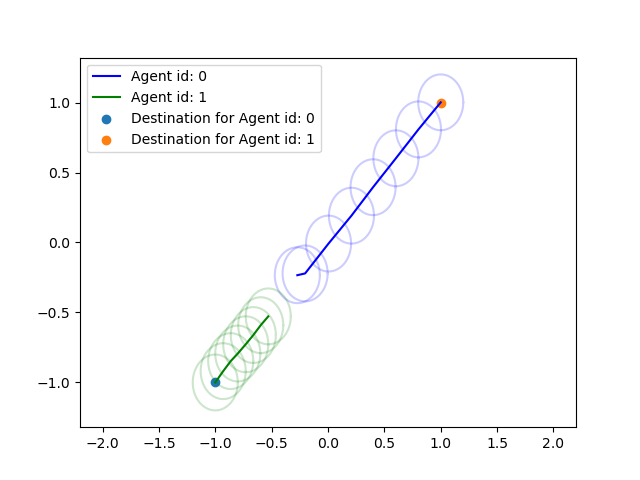 Agent id: 0
Agent id: 1
Destination for Agent id: 0
Destination for Agent id: 1
1.0
0.5
0.0
−0.5
−1.0
−2.0 −1.5 −1.0 −0.5 0.0 0.5 1.0 1.5 2.0